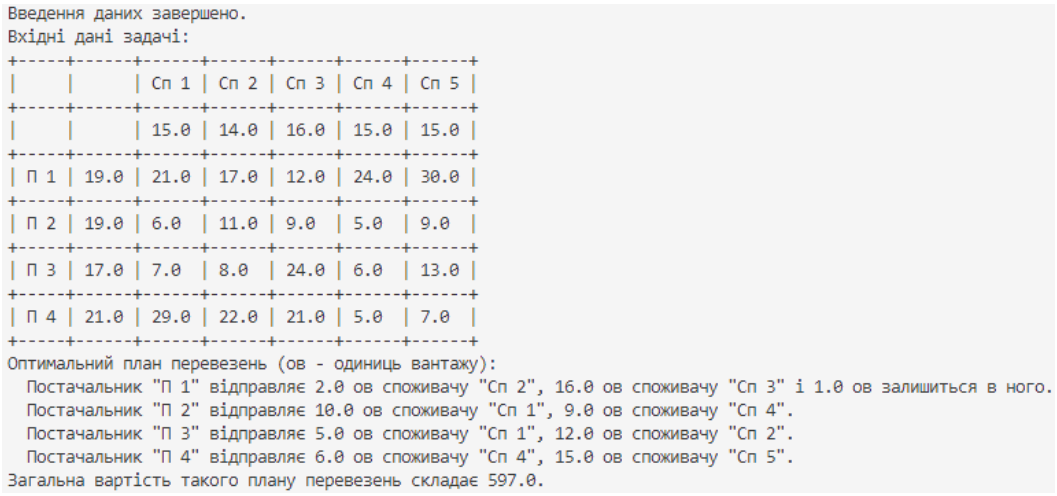 Введення даних завершено.
Вхідні дані задачі:
+-----+------+------+------+------+------+------+
|     |      | Сп 1 | Сп 2 | Сп 3 | Сп 4 | Сп 5 |
+-----+------+------+------+------+------+------+
|     |      | 15.0 | 14.0 | 16.0 | 15.0 | 15.0 |
+-----+------+------+------+------+------+------+
| П 1 | 19.0 | 21.0 | 17.0 | 12.0 | 24.0 | 30.0 |
+-----+------+------+------+------+------+------+
| П 2 | 19.0 | 6.0  | 11.0 | 9.0  | 5.0  | 9.0  |
+-----+------+------+------+------+------+------+
| П 3 | 17.0 | 7.0  | 8.0  | 24.0 | 6.0  | 13.0 |
+-----+------+------+------+------+------+------+
| П 4 | 21.0 | 29.0 | 22.0 | 21.0 | 5.0  | 7.0  |
+-----+------+------+------+------+------+------+
Оптимальний план перевезень (ов - одиниць вантажу):
  Постачальник "П 1" відправляє 2.0 ов споживачу "Сп 2", 16.0 ов споживачу "Сп 3" і 1.0 ов залишиться в ного.
  Постачальник "П 2" відправляє 10.0 ов споживачу "Сп 1", 9.0 ов споживачу "Сп 4".
  Постачальник "П 3" відправляє 5.0 ов споживачу "Сп 1", 12.0 ов споживачу "Сп 2".
  Постачальник "П 4" відправляє 6.0 ов споживачу "Сп 4", 15.0 ов споживачу "Сп 5".
Загальна вартість такого плану перевезень складає 597.0.